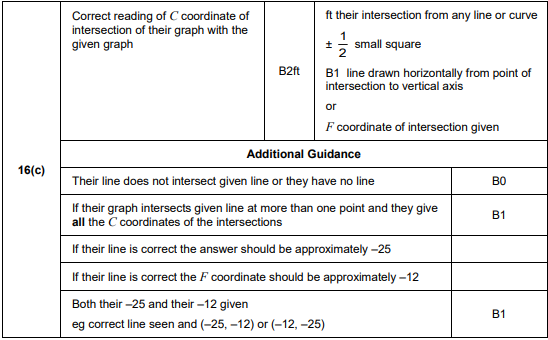 Correct reading of C coordinate of
intersection of their graph with the
given graph
B2ft
ft their intersection from any line or curve
± 1/2 small square
B1 line drawn horizontally from point of
intersection to vertical axis
or
F coordinate of intersection given
16(c)
Additional Guidance
Their line does not intersect given line or they have no line
B0
If their graph intersects given line at more than one point and they give
all the C coordinates of the intersections
B1
If their line is correct the answer should be approximately –25
If their line is correct the F coordinate should be approximately –12
Both their –25 and their –12 given
eg correct line seen and (–25, –12) or (–12, –25)
B1